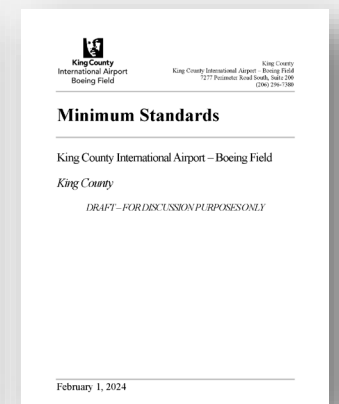 King County
International Airport
Boeing Field
King County
King County International Airport – Boeing Field
7277 Perimeter Road South, Suite 200
(206) 296-7380
Minimum Standards
King County International Airport – Boeing Field
King County
DRAFT – FOR DISCUSSION PURPOSES ONLY
February 1, 2024